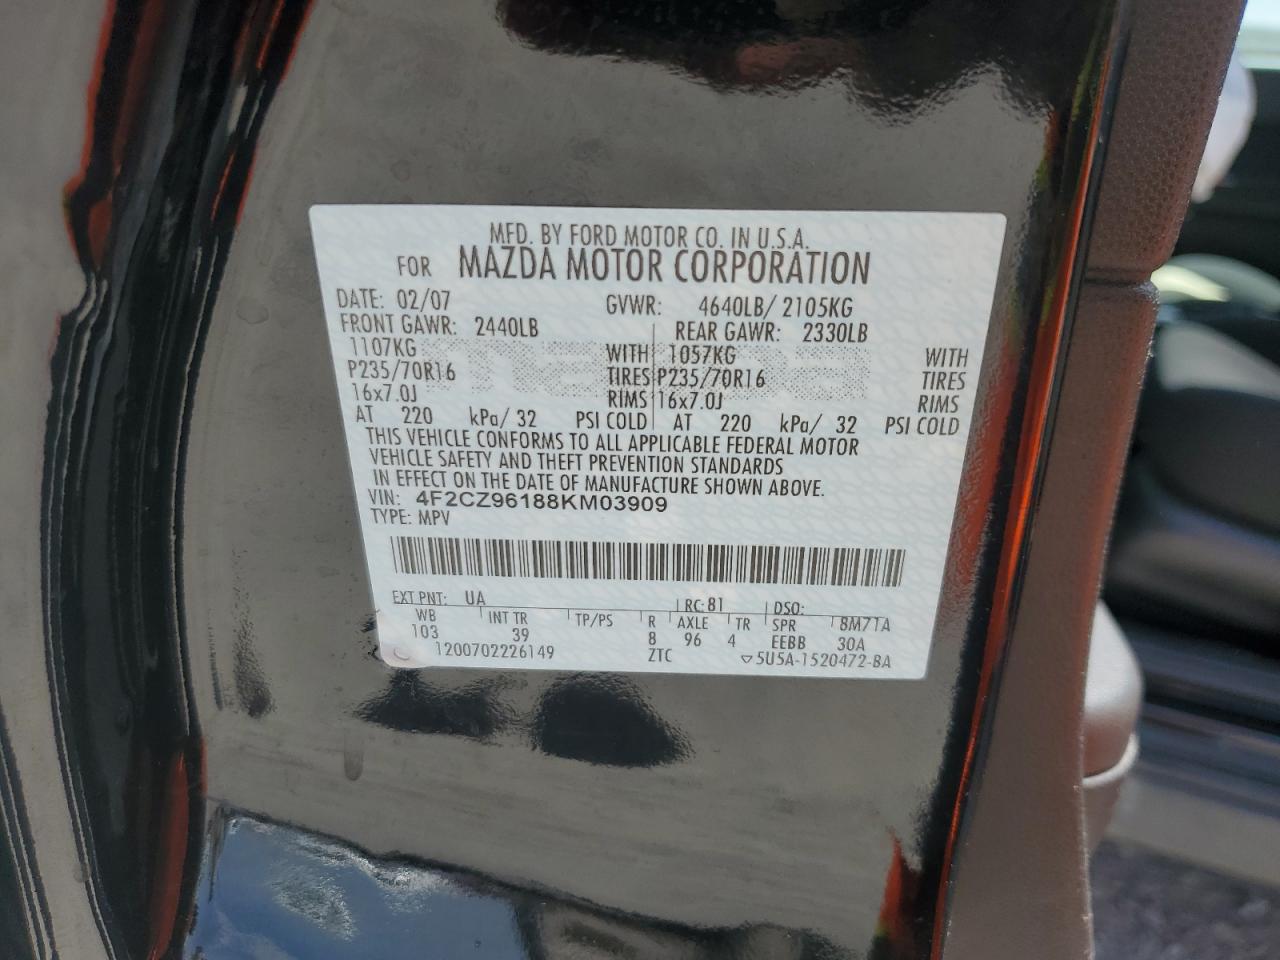 MFD. BY FORD MOTOR CO. IN U.S.A.
FOR MAZDA MOTOR CORPORATION
DATE: 02/07 GVWR: 4640LB/ 2105KG
FRONT GAWR: 2440LB REAR GAWR: 2330LB
1107KG WITH 1057KG WITH
P235/70R16 TIRES P235/70R16 TIRES
16x7.0J RIMS 16x7.0J RIMS
AT 220 kPa/ 32 PSI COLD AT 220 kPa/ 32 PSI COLD
THIS VEHICLE CONFORMS TO ALL APPLICABLE FEDERAL MOTOR
VEHICLE SAFETY AND THEFT PREVENTION STANDARDS
IN EFFECT ON THE DATE OF MANUFACTURE SHOWN ABOVE.
VIN: 4F2CZ96188KM03909
TYPE: MPV
EXT PNT: UA RC: 81 DSO:
WB INT TR TP/PS R AXLE TR SPR 8M71A
103 39 8 96 4 EEBB 30A
1200702226149 ZTC ▽5U5A-1520472-BA